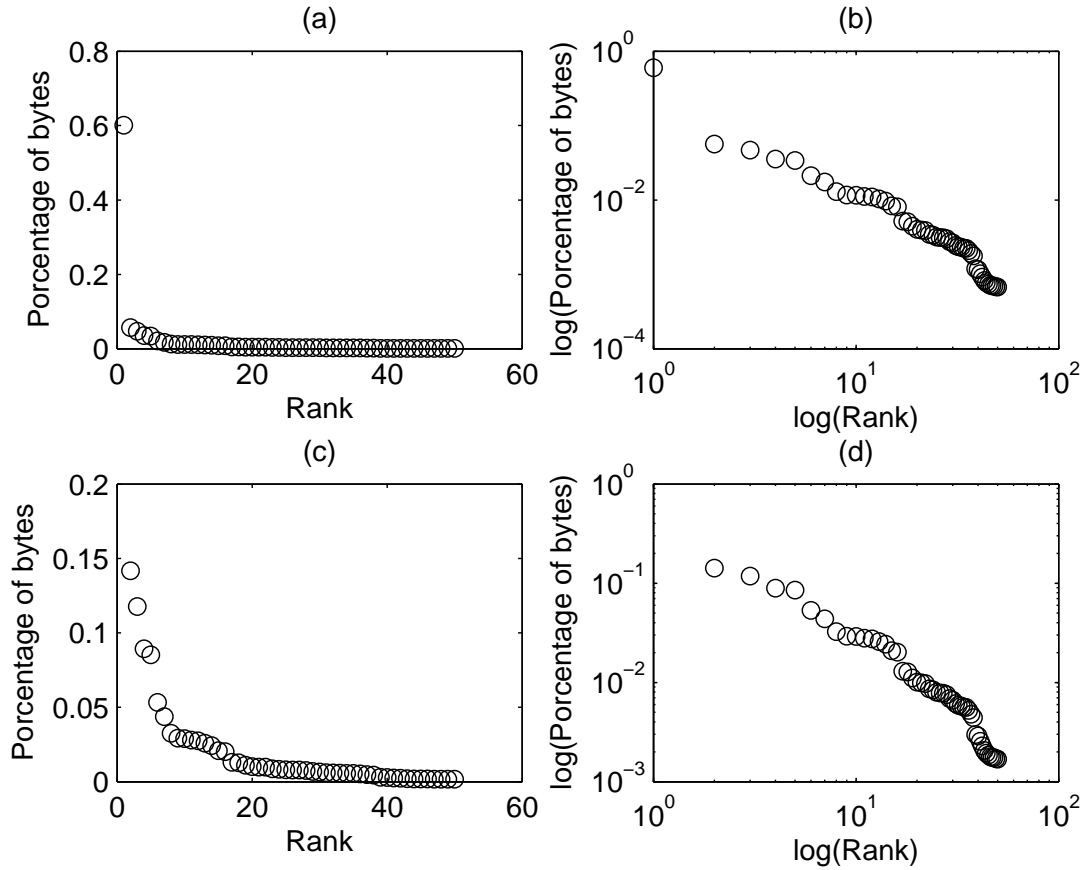 (a)
Porcentage of bytes
0.8
0.6
0.4
0.2
0
0 20 40 60
Rank
(b)
log(Porcentage of bytes)
10^0
10^-2
10^-4
10^0 10^1 10^2
log(Rank)
(c)
Porcentage of bytes
0.2
0.15
0.1
0.05
0
0 20 40 60
Rank
(d)
log(Porcentage of bytes)
10^0
10^-1
10^-2
10^-3
10^0 10^1 10^2
log(Rank)